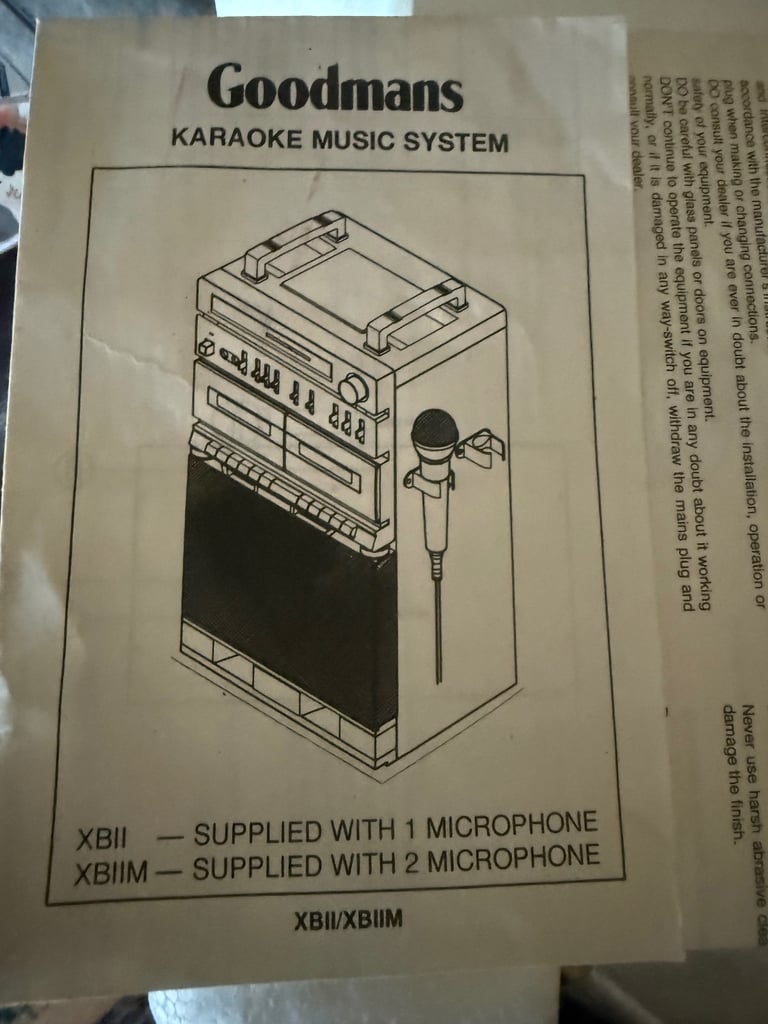 Goodmans
KARAOKE MUSIC SYSTEM
XBII — SUPPLIED WITH 1 MICROPHONE
XBIIM — SUPPLIED WITH 2 MICROPHONE
XBII/XBIIM
accordance with the manufacturer's
plug when making or changing connections.
DO consult your dealer if you are ever in doubt about the installation, operation or
safety of your equipment.
DO be careful with glass panels or doors on equipment.
DON'T continue to operate the equipment if you are in any doubt about it working
normally, or if it is damaged in any way-switch off, withdraw the mains plug and
consult your dealer.
Never use harsh abrasive
damage the finish.